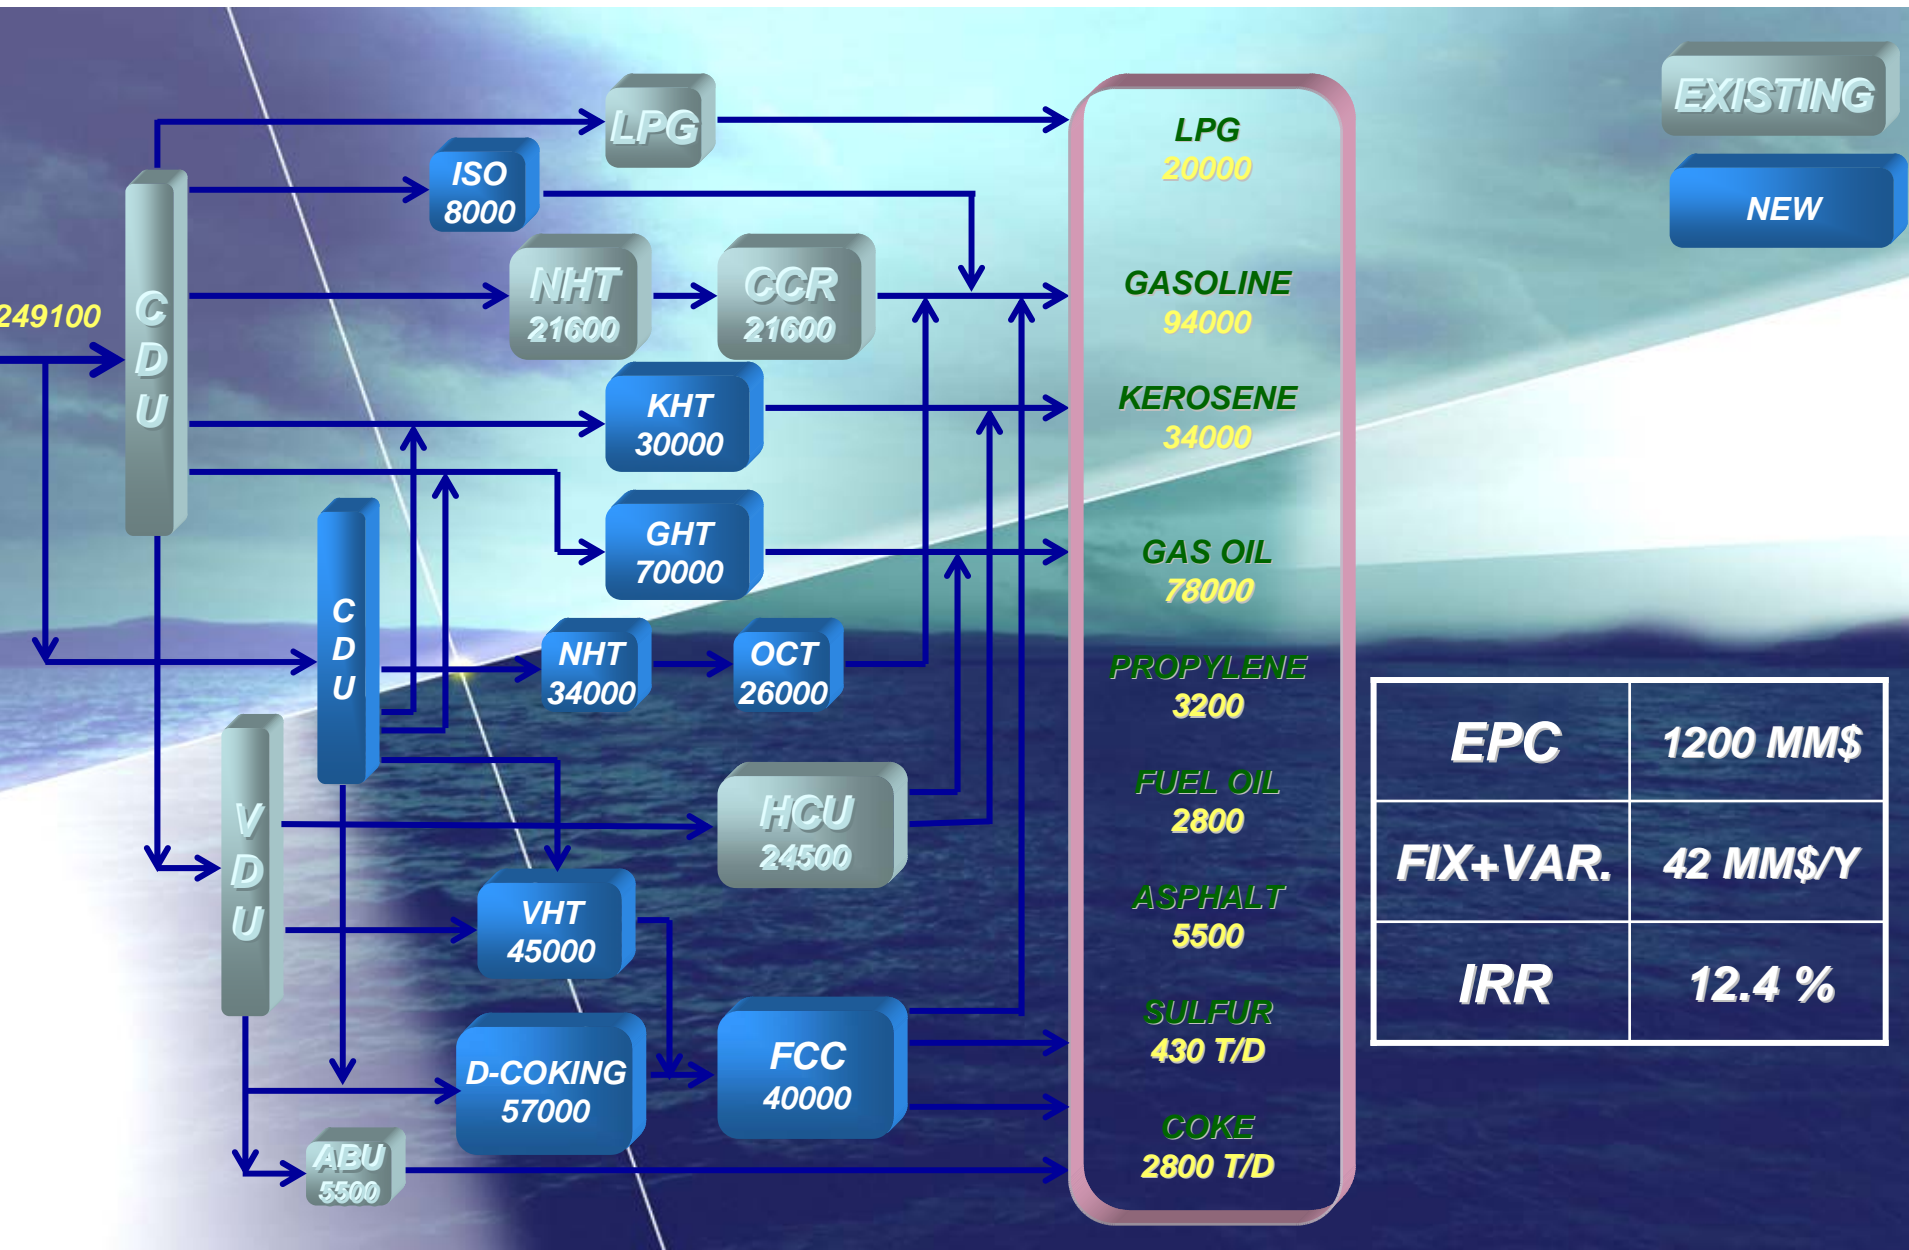 EXISTING
NEW
249100
C
D
U
LPG
ISO
8000
NHT
21600
CCR
21600
KHT
30000
GHT
70000
C
D
U
NHT
34000
OCT
26000
V
D
U
HCU
24500
VHT
45000
D-COKING
57000
FCC
40000
ABU
5500
LPG
20000
GASOLINE
94000
KEROSENE
34000
GAS OIL
78000
PROPYLENE
3200
FUEL OIL
2800
ASPHALT
5500
SULFUR
430 T/D
COKE
2800 T/D
EPC 1200 MM$
FIX+VAR. 42 MM$/Y
IRR 12.4 %